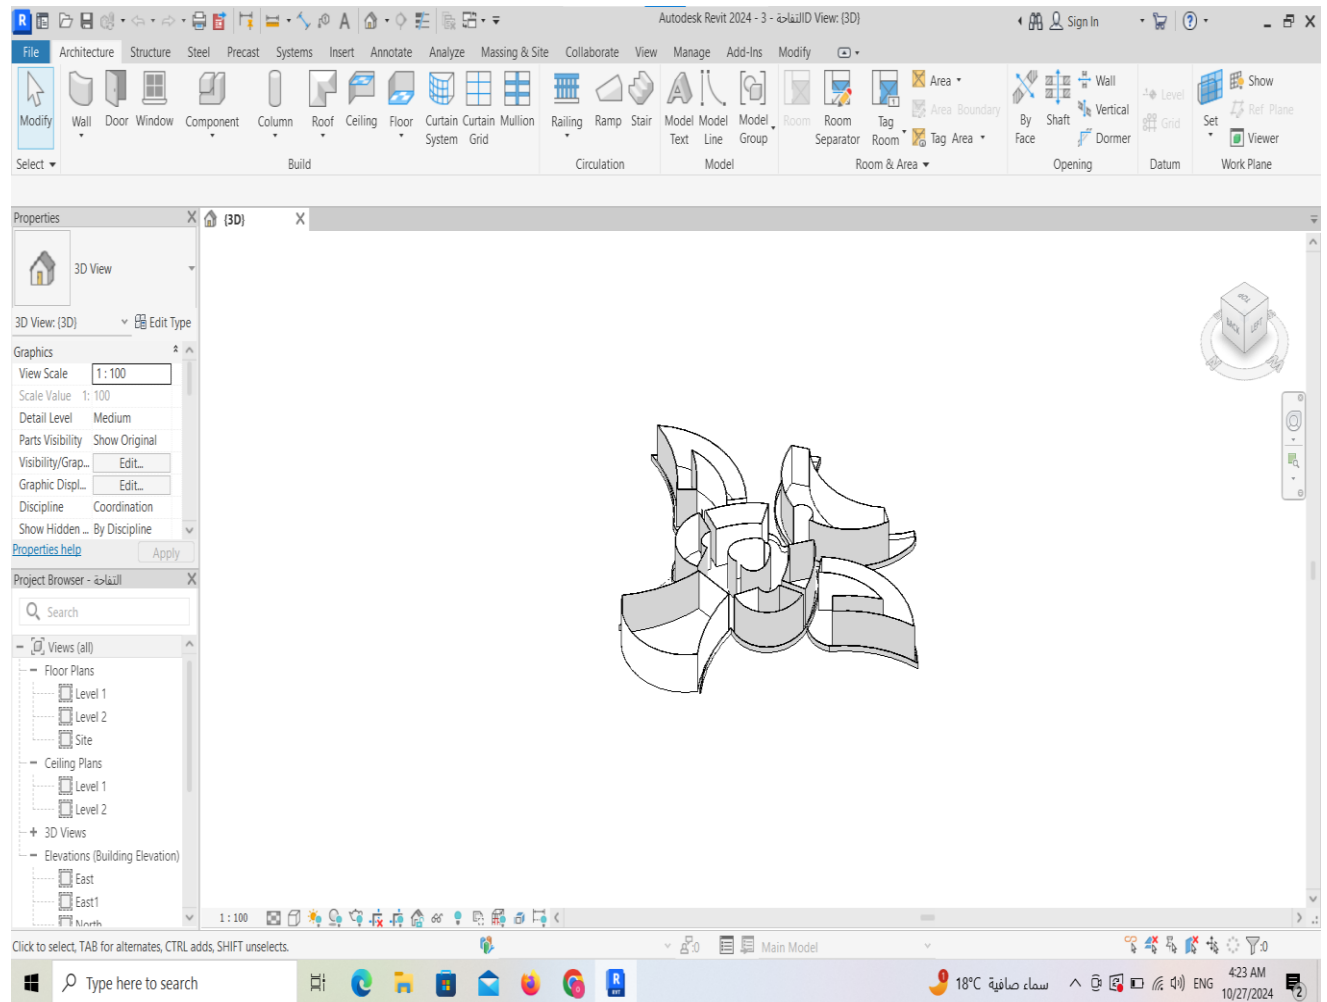 Autodesk Revit 2024 - 3 - التفاحةD View: {3D}
Sign In
File Architecture Structure Steel Precast Systems Insert Annotate Analyze Massing & Site Collaborate View Manage Add-Ins Modify
Modify Wall Door Window Component Column Roof Ceiling Floor Curtain System Curtain Grid Mullion Railing Ramp Stair Model Text Model Line Model Group Room Room Separator Tag Room
Area
Area Boundary
Tag Area
By Face Shaft Wall
Vertical
Dormer
Level
Grid
Set Show
Ref Plane
Viewer
Select Build Circulation Model Room & Area Opening Datum Work Plane
Properties
{3D}
3D View
3D View: {3D} Edit Type
Graphics
View Scale 1 : 100
Scale Value 1: 100
Detail Level Medium
Parts Visibility Show Original
Visibility/Grap... Edit...
Graphic Displ... Edit...
Discipline Coordination
Show Hidden ... By Discipline
Properties help Apply
TOP
BACK LEFT
Project Browser - التفاحة
Search
Views (all)
Floor Plans
Level 1
Level 2
Site
Ceiling Plans
Level 1
Level 2
3D Views
Elevations (Building Elevation)
East
East1
North
1 : 100
Click to select, TAB for alternates, CTRL adds, SHIFT unselects.
:0 Main Model :0
Type here to search
18°C سماء صافية
ENG
4:23 AM
10/27/2024
2